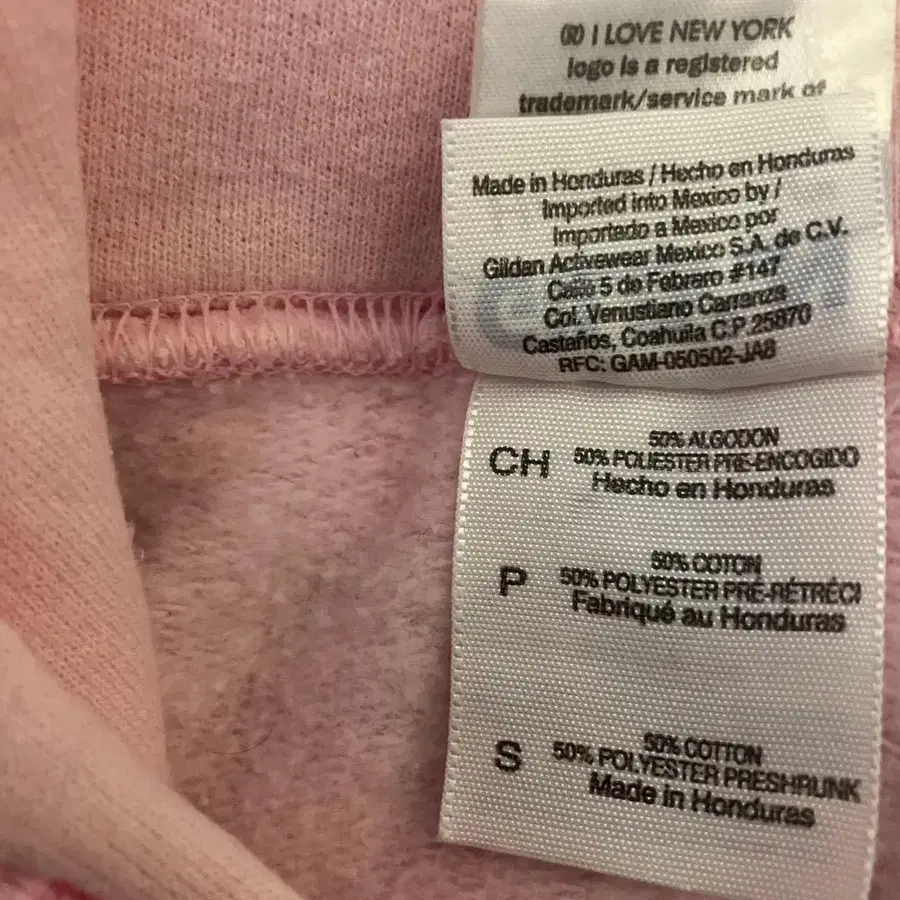 ® I LOVE NEW YORK
logo is a registered
trademark/service mark of
Made in Honduras / Hecho en Honduras
Imported into Mexico by /
Importado a Mexico por
Gildan Activewear Mexico S.A. de C.V.
Calle 5 de Febrero #147
Col. Venustiano Carranza
Castaños, Coahuila C.P. 25870
RFC: GAM-050502-JA8
50% ALGODON
CH 50% POLIESTER PRE-ENCOGIDO
Hecho en Honduras
50% COTON
P 50% POLYESTER PRÉ-RÉTRÉCI
Fabriqué au Honduras
50% COTTON
S 50% POLYESTER PRESHRUNK
Made in Honduras